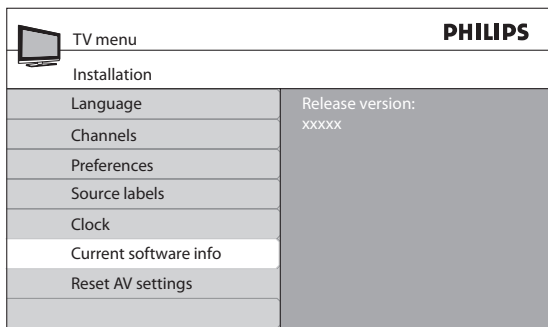 TV menu
PHILIPS
Installation
Language
Channels
Preferences
Source labels
Clock
Current software info
Reset AV settings
Release version:
xxxxx